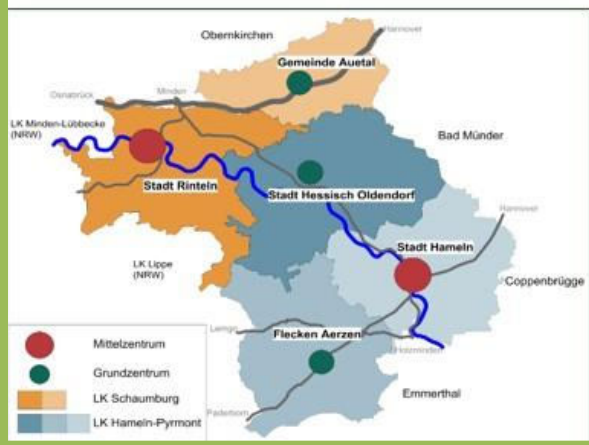 Obernkirchen
Hannover
Gemeinde Auetal
Osnabrück
Minden
LK Minden-Lübbecke
(NRW)
Bad Münder
Stadt Rinteln
Stadt Hessisch Oldendorf
Hannover
Stadt Hameln
LK Lippe
(NRW)
Coppenbrügge
Lemgo
Flecken Aerzen
Holzminden
Emmerthal
Paderborn
Mittelzentrum
Grundzentrum
LK Schaumburg
LK Hameln-Pyrmont